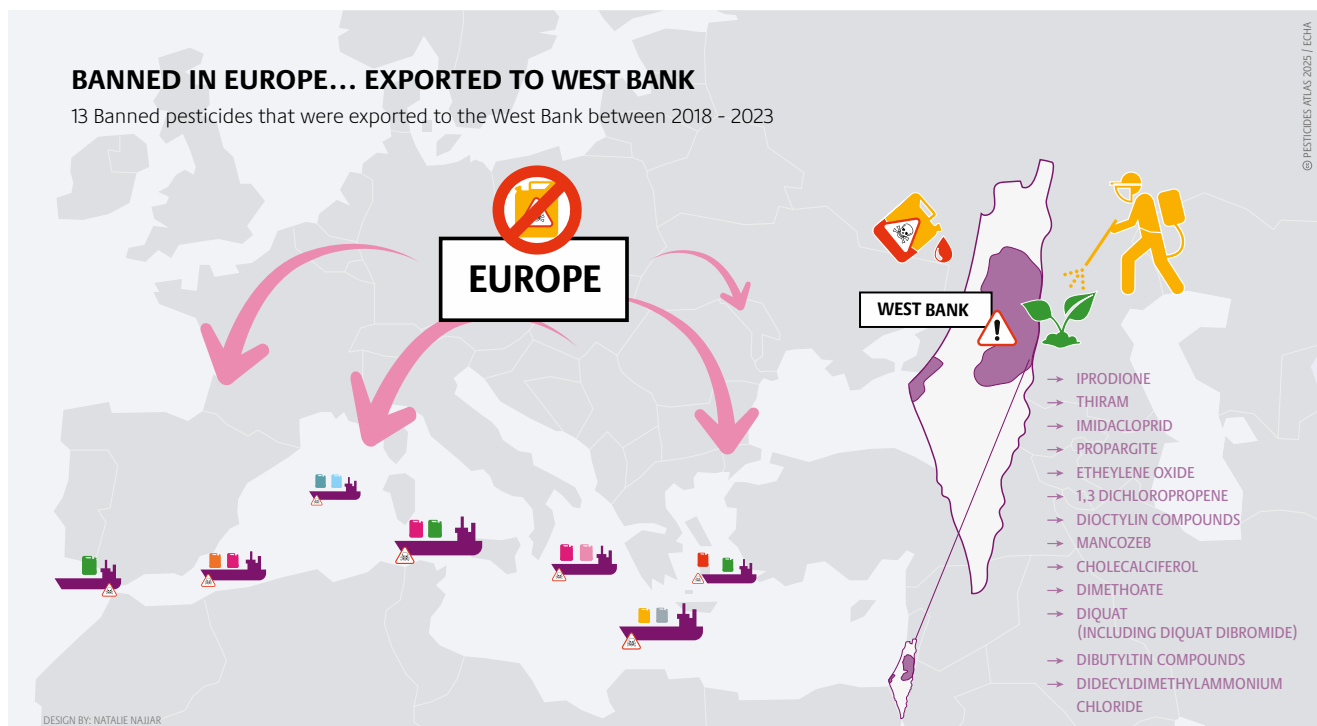 BANNED IN EUROPE... EXPORTED TO WEST BANK
13 Banned pesticides that were exported to the West Bank between 2018 - 2023
EUROPE
WEST BANK
!
→ IPRODIONE
→ THIRAM
→ IMIDACLOPRID
→ PROPARGITE
→ ETHEYLENE OXIDE
→ 1,3 DICHLOROPROPENE
→ DIOCTYLIN COMPOUNDS
→ MANCOZEB
→ CHOLECALCIFEROL
→ DIMETHOATE
→ DIQUAT
(INCLUDING DIQUAT DIBROMIDE)
→ DIBUTYLTIN COMPOUNDS
→ DIDECYLDIMETHYLAMMONIUM
CHLORIDE
DESIGN BY: NATALIE NAJJAR
© PESTICIDES ATLAS 2025 / ECHA